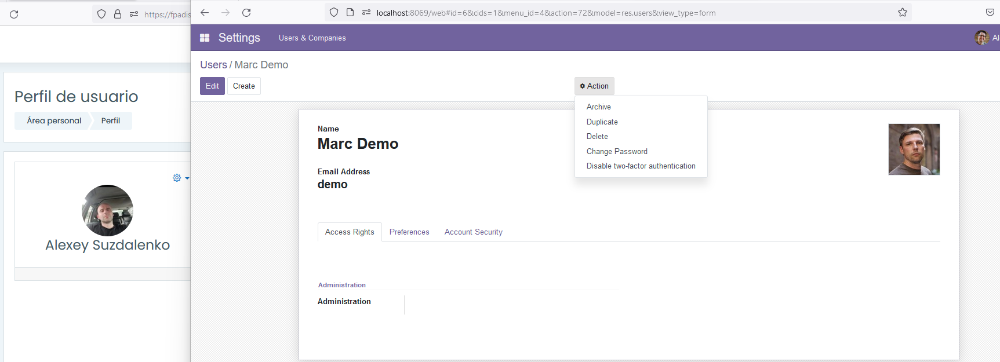 https://fpadis
Perfil de usuario
Área personal
Perfil
Alexey Suzdalenko
localhost:8069/web#id=6&cids=1&menu_id=4&action=72&model=res.users&view_type=form
Settings
Users & Companies
Al
Users / Marc Demo
Edit
Create
Action
Archive
Duplicate
Delete
Change Password
Disable two-factor authentication
Name
Marc Demo
Email Address
demo
Access Rights
Preferences
Account Security
Administration
Administration